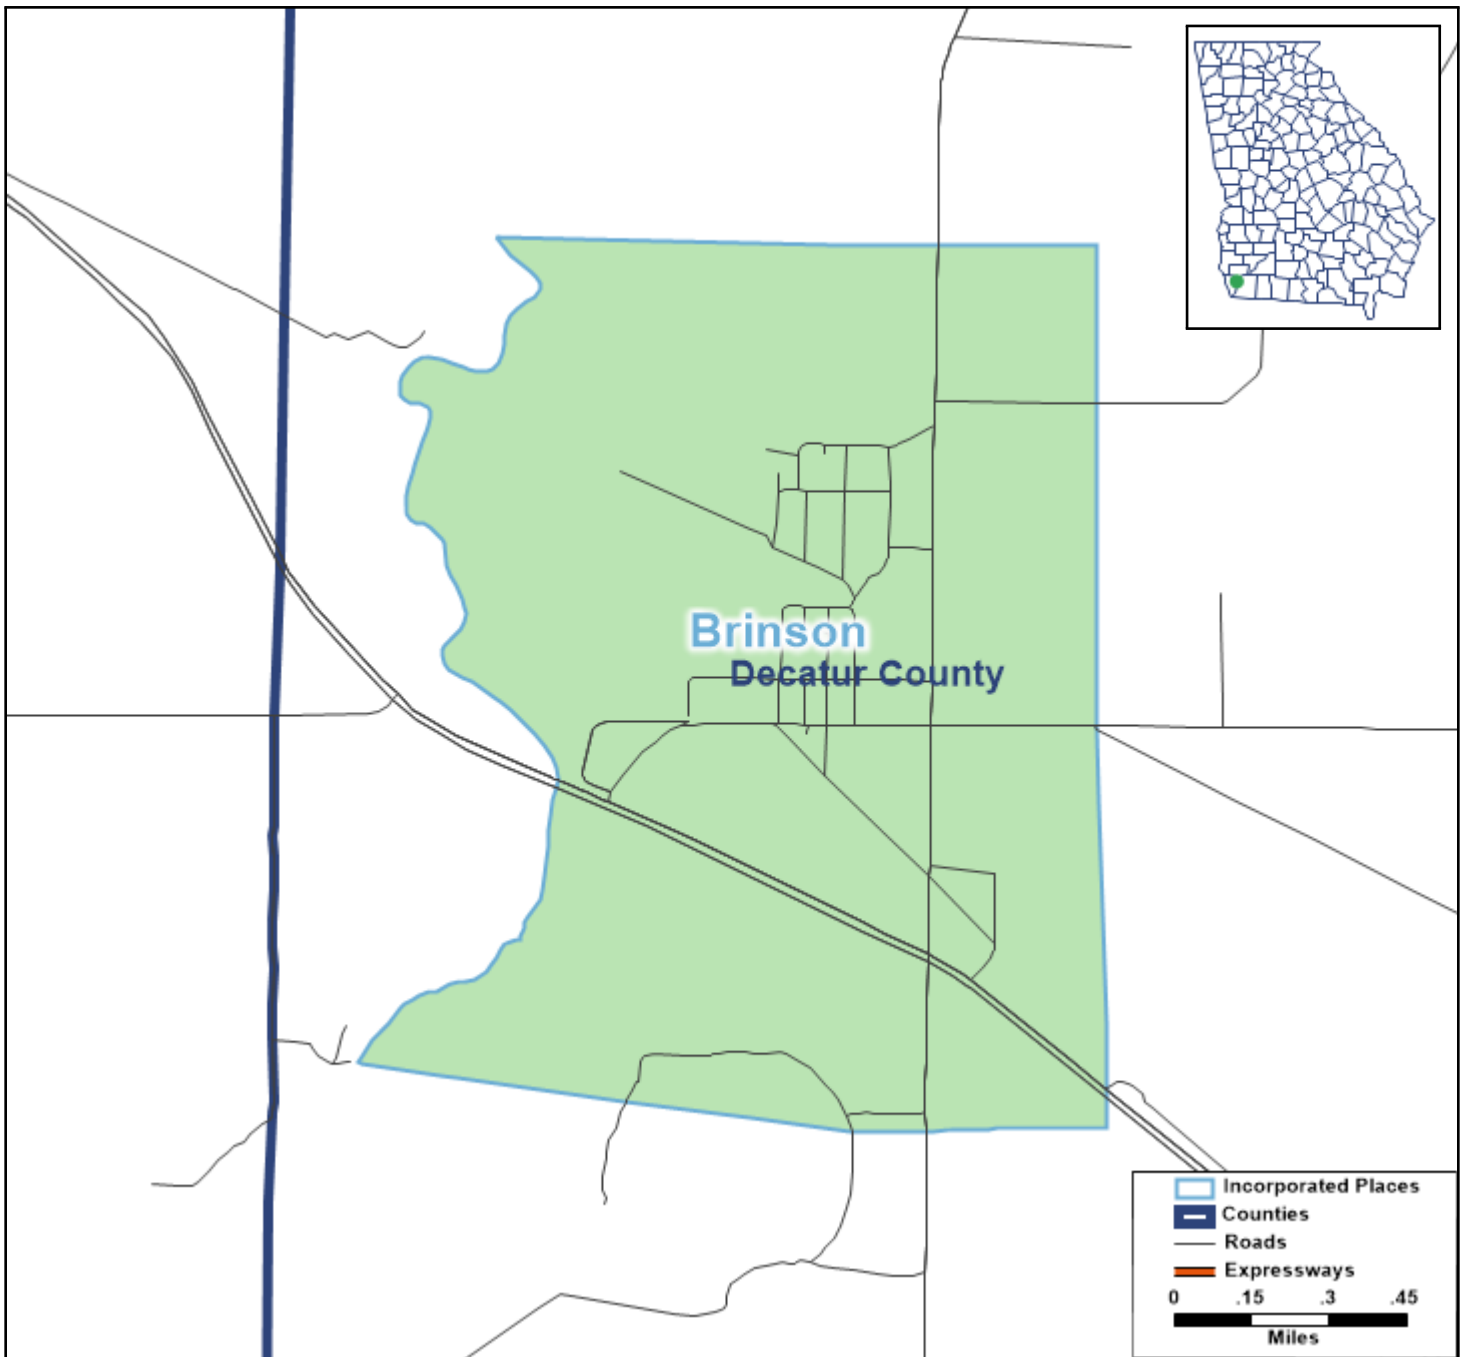 Brinson
Decatur County
Incorporated Places
Counties
Roads
Expressways
0 .15 .3 .45
Miles